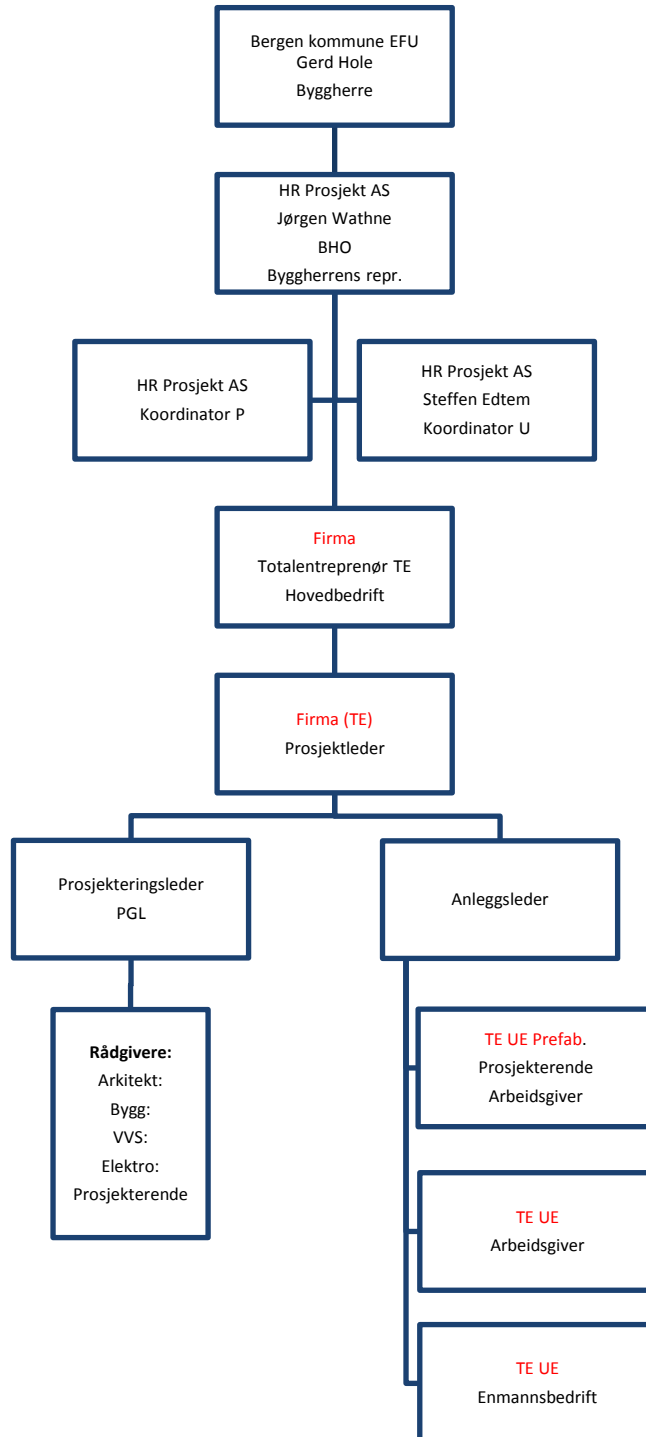 Bergen kommune EFU
Gerd Hole
Byggherre
HR Prosjekt AS
Jørgen Wathne
BHO
Byggherrens repr.
HR Prosjekt AS
Koordinator P
HR Prosjekt AS
Steffen Edtem
Koordinator U
Firma
Totalentreprenør TE
Hovedbedrift
Firma (TE)
Prosjektleder
Prosjekteringsleder
PGL
Anleggsleder
Rådgivere:
Arkitekt:
Bygg:
VVS:
Elektro:
Prosjekterende
TE UE Prefab.
Prosjekterende
Arbeidsgiver
TE UE
Arbeidsgiver
TE UE
Enmannsbedrift